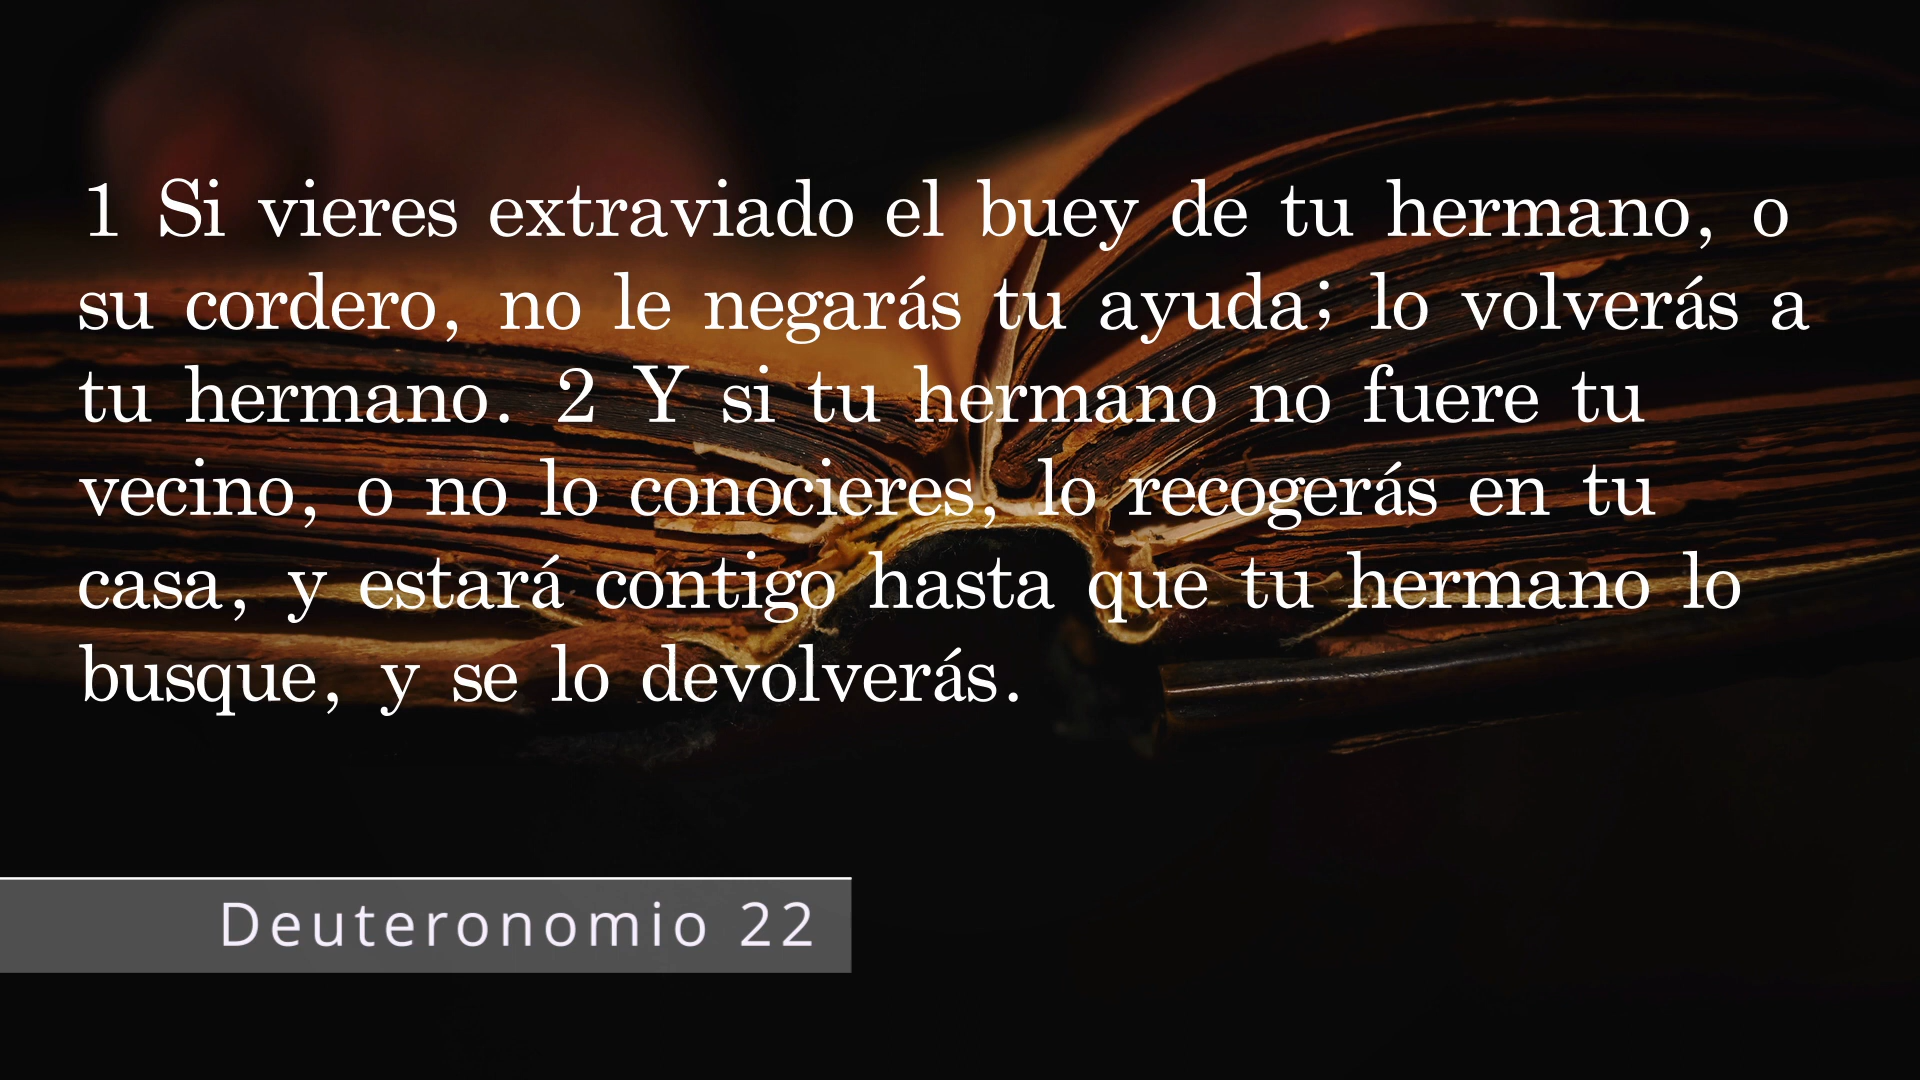 1 Si vieres extraviado el buey de tu hermano, o
su cordero, no le negarás tu ayuda; lo volverás a
tu hermano. 2 Y si tu hermano no fuere tu
vecino, o no lo conocieres, lo recogerás en tu
casa, y estará contigo hasta que tu hermano lo
busque, y se lo devolverás.
Deuteronomio 22